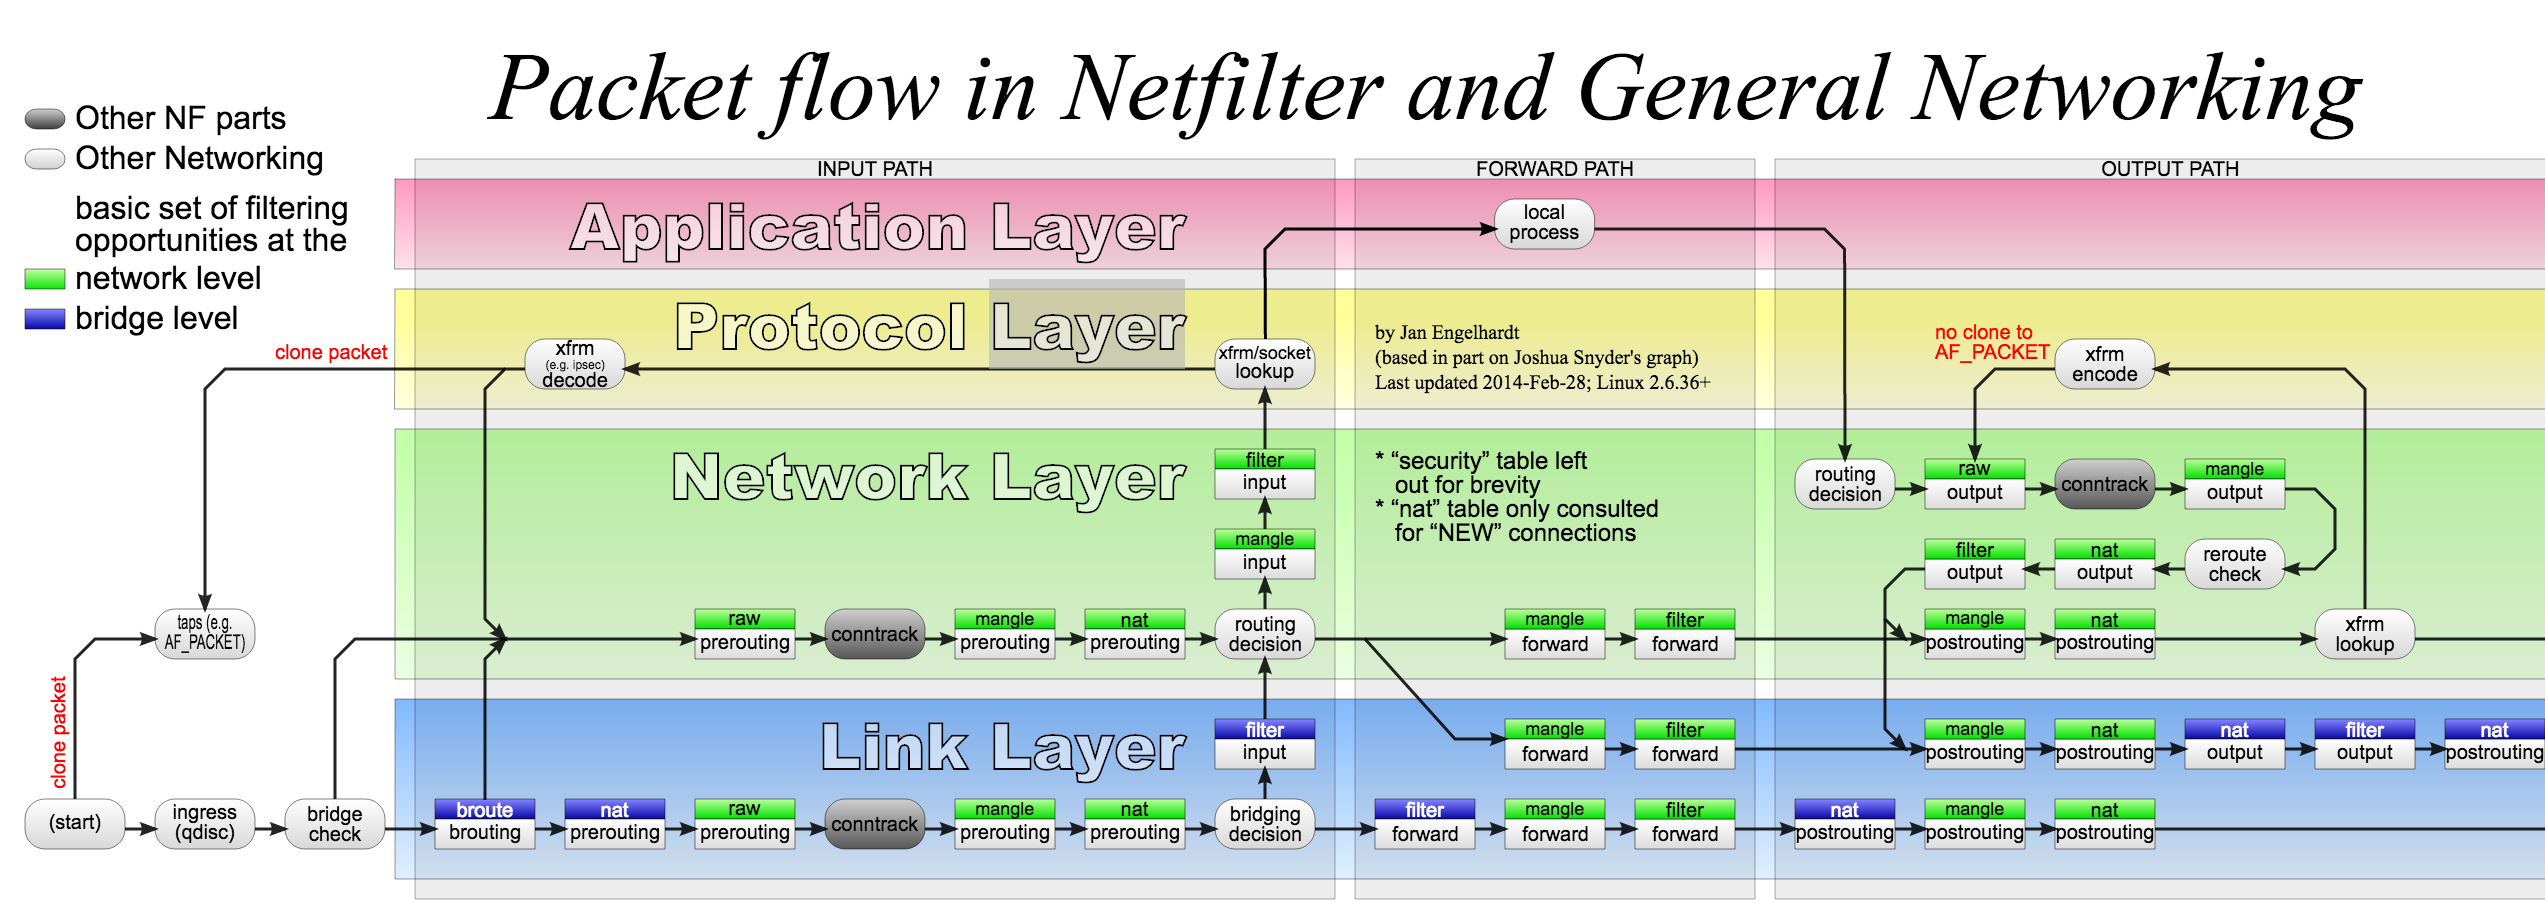 Packet flow in Netfilter and General Networking
Other NF parts
Other Networking
basic set of filtering
opportunities at the
network level
bridge level
INPUT PATH
FORWARD PATH
OUTPUT PATH
Application Layer
local
process
Protocol Layer
clone packet
xfrm
(e.g. ipsec)
decode
xfrm/socket
lookup
by Jan Engelhardt
(based in part on Joshua Snyder's graph)
Last updated 2014-Feb-28; Linux 2.6.36+
no clone to
AF_PACKET
xfrm
encode
Network Layer
filter
input
mangle
input
* “security” table left
out for brevity
* “nat” table only consulted
for “NEW” connections
routing
decision
raw
output
conntrack
mangle
output
filter
output
nat
output
reroute
check
taps (e.g.
AF_PACKET)
raw
prerouting
conntrack
mangle
prerouting
nat
prerouting
routing
decision
mangle
forward
filter
forward
mangle
postrouting
nat
postrouting
xfrm
lookup
clone packet
Link Layer
filter
input
mangle
forward
filter
forward
mangle
postrouting
nat
postrouting
nat
output
filter
output
nat
postrouting
(start)
ingress
(qdisc)
bridge
check
broute
brouting
nat
prerouting
raw
prerouting
conntrack
mangle
prerouting
nat
prerouting
bridging
decision
filter
forward
mangle
forward
filter
forward
nat
postrouting
mangle
postrouting
nat
postrouting